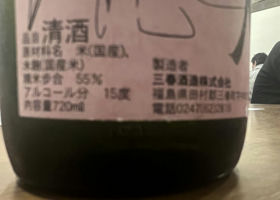 品目 清酒
原材料名 米(国産)、
米麹(国産米)
精米歩合 55%
アルコール分 15度
内容量720ml
製造者
三春酒造株式会社
福島県田村郡三春町字
電話0247